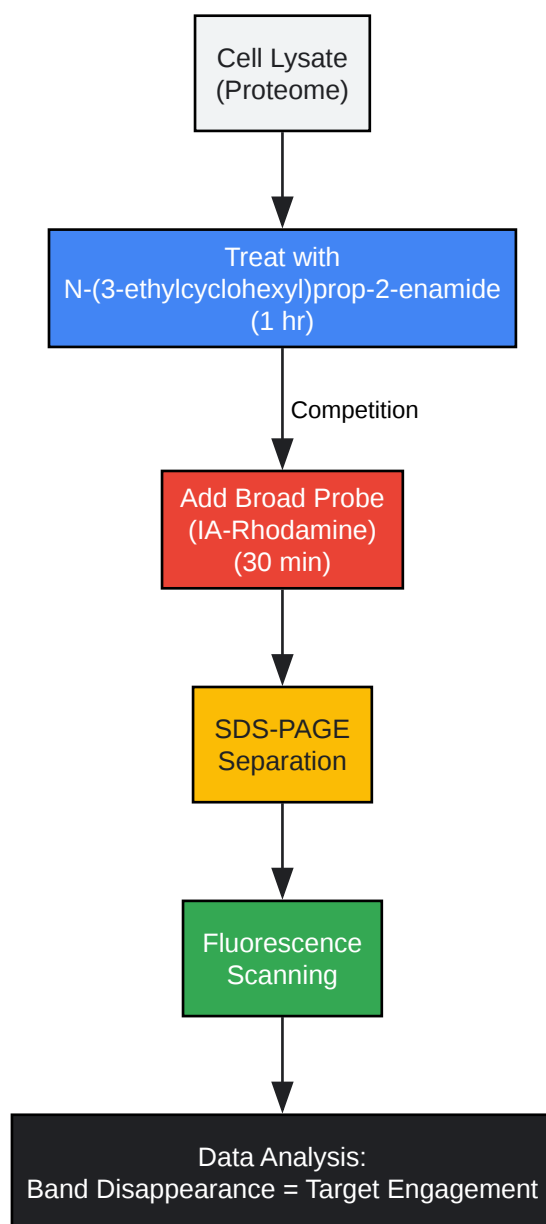 Cell Lysate
(Proteome)
Treat with
N-(3-ethylcyclohexyl)prop-2-enamide
(1 hr)
Competition
Add Broad Probe
(IA-Rhodamine)
(30 min)
SDS-PAGE
Separation
Fluorescence
Scanning
Data Analysis:
Band Disappearance = Target Engagement